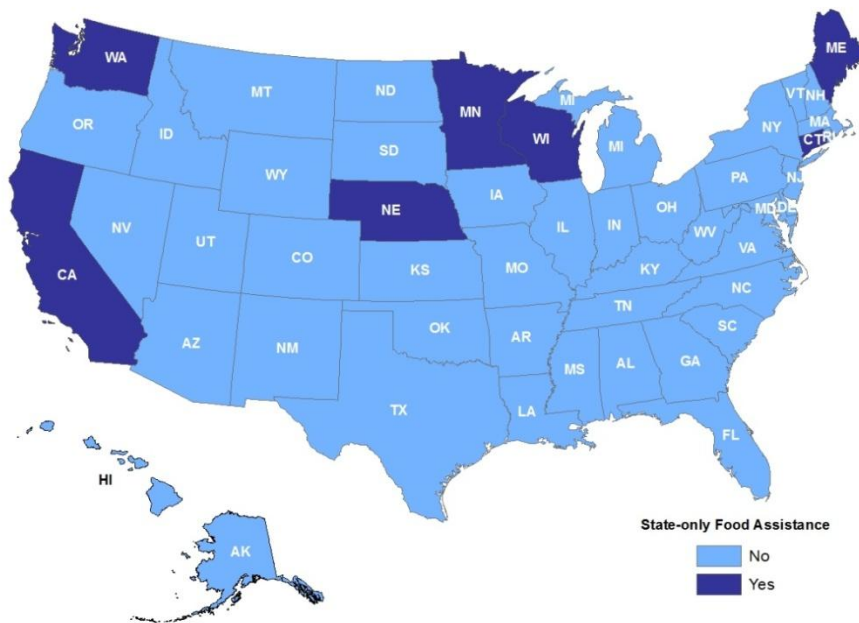 WA
ME
MT
ND
MN
VT
NH
MI
OR
ID
WI
MA
NY
SD
MI
CT
RI
WY
PA
IA
NJ
NE
OH
MD
DE
NV
IL
IN
UT
WV
CO
VA
CA
KS
MO
KY
NC
TN
OK
AZ
NM
AR
SC
MS
AL
GA
TX
LA
FL
HI
AK
State-only Food Assistance
No
Yes